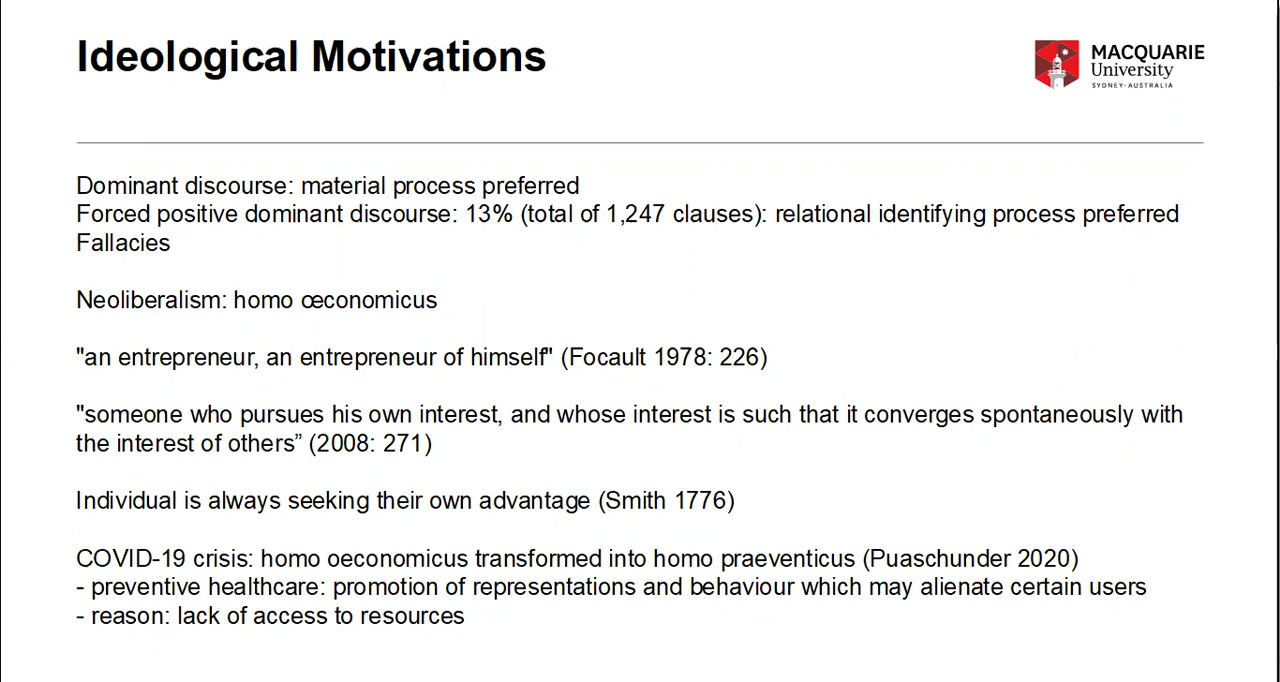 Ideological Motivations
MACQUARIE
University
SYDNEY·AUSTRALIA
Dominant discourse: material process preferred
Forced positive dominant discourse: 13% (total of 1,247 clauses): relational identifying process preferred
Fallacies
Neoliberalism: homo œconomicus
"an entrepreneur, an entrepreneur of himself" (Focault 1978: 226)
"someone who pursues his own interest, and whose interest is such that it converges spontaneously with
the interest of others” (2008: 271)
Individual is always seeking their own advantage (Smith 1776)
COVID-19 crisis: homo oeconomicus transformed into homo praeventicus (Puaschunder 2020)
- preventive healthcare: promotion of representations and behaviour which may alienate certain users
- reason: lack of access to resources